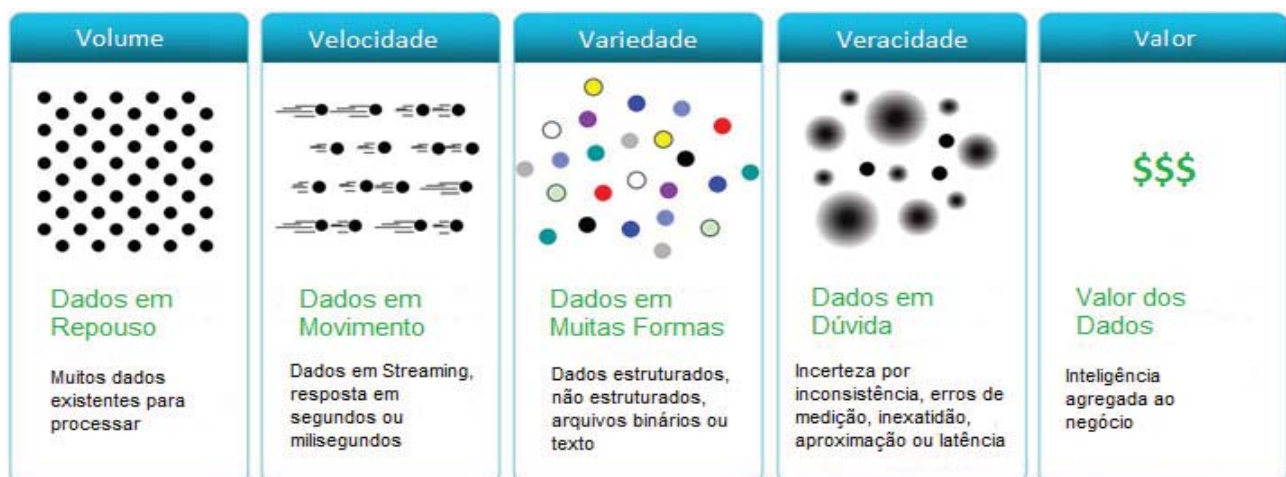 Volume
Dados em
Repouso
Muitos dados
existentes para
processar
Velocidade
Dados em
Movimento
Dados em Streaming,
resposta em
segundos ou
milisegundos
Variedade
Dados em
Muitas Formas
Dados estruturados,
não estruturados,
arquivos binários ou
texto
Veracidade
Dados em
Dúvida
Incerteza por
inconsistência, erros de
medição, inexatidão,
aproximação ou latência
Valor
$$$
Valor dos
Dados
Inteligência
agregada ao
negócio